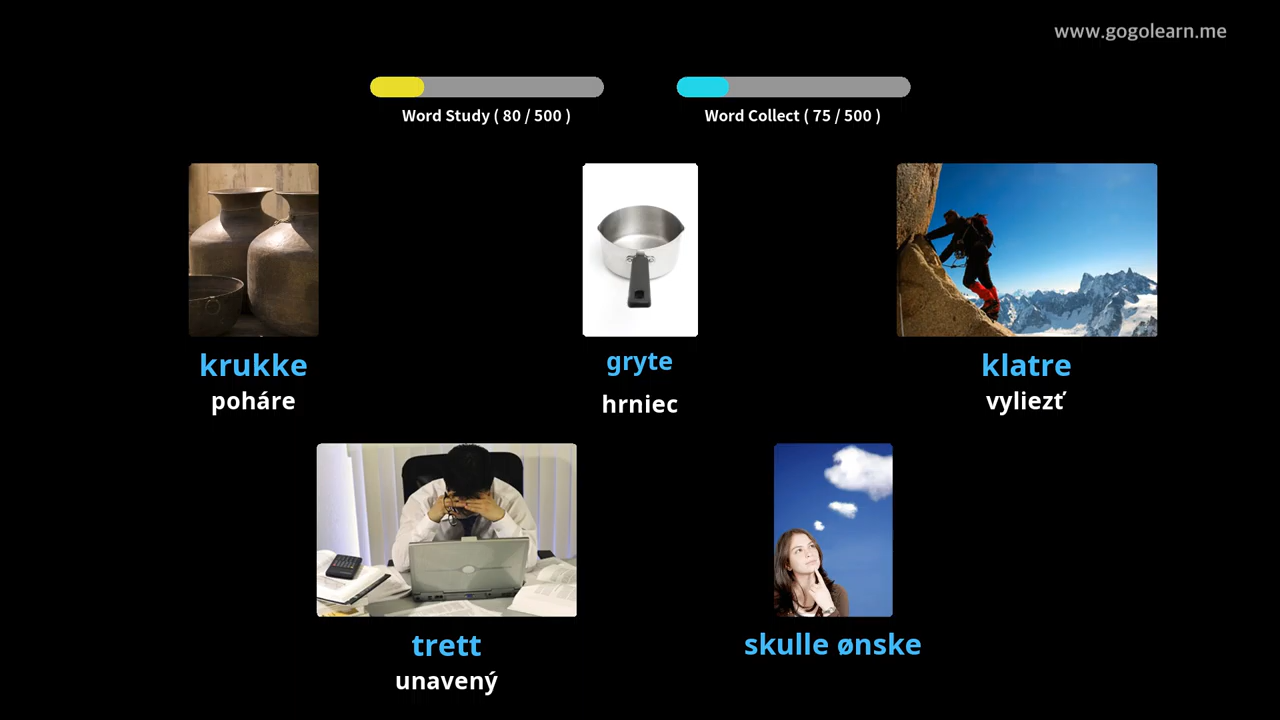 www.gogolearn.me
Word Study ( 80 / 500 )
Word Collect ( 75 / 500 )
krukke
poháre
gryte
hrniec
klatre
vyliezť
trett
unavený
skulle ønske